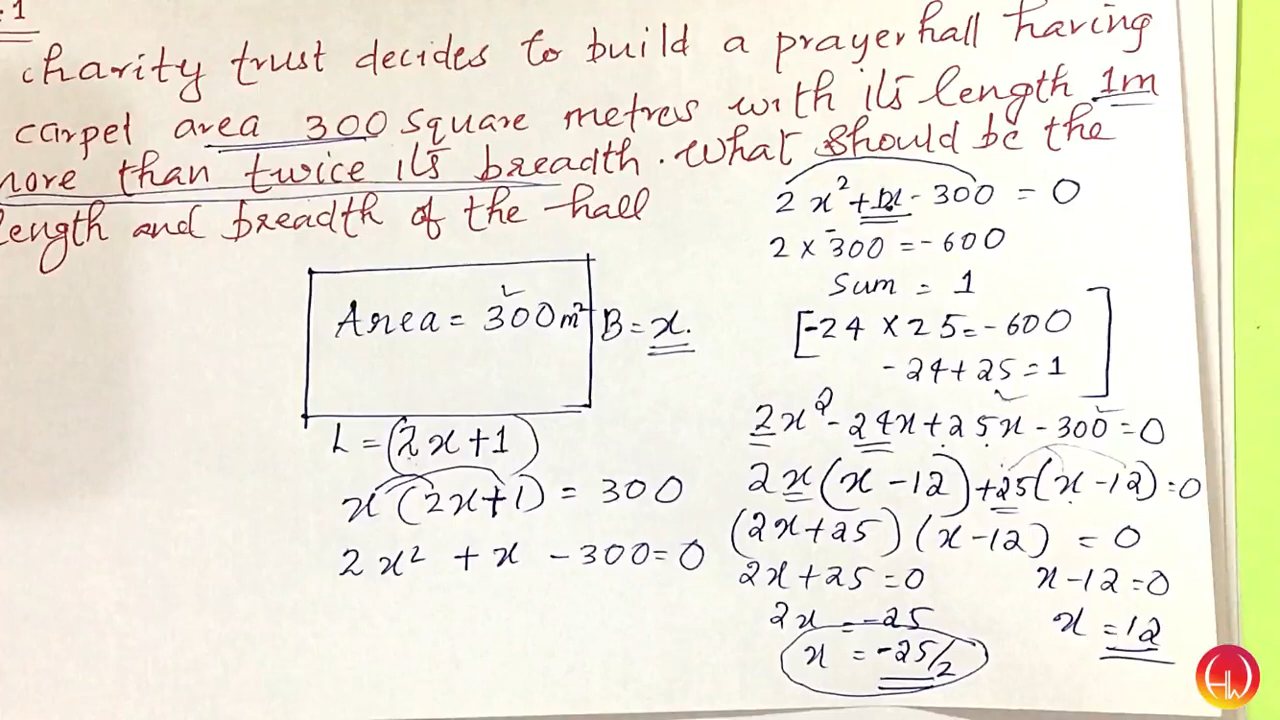 .1
charity trust decides to build a prayer hall having
carpet area 300 square metres with its length 1m
more than twice its breadth. What should be the
length and breadth of the hall
Area = 300m²
B = x.
L = (2x+1)
x (2x+1) = 300
2x² + x - 300=0
2x²+1x - 300 = 0
2 × -300 = -600
Sum = 1
[-24 × 25 = -600
-24+25=1]
2x² - 24x + 25x - 300 = 0
2x(x - 12) + 25(x - 12) = 0
(2x+25) (x-12) = 0
2x+25 =0 x-12=0
2x = -25 x = 12
x = -25/2
HW